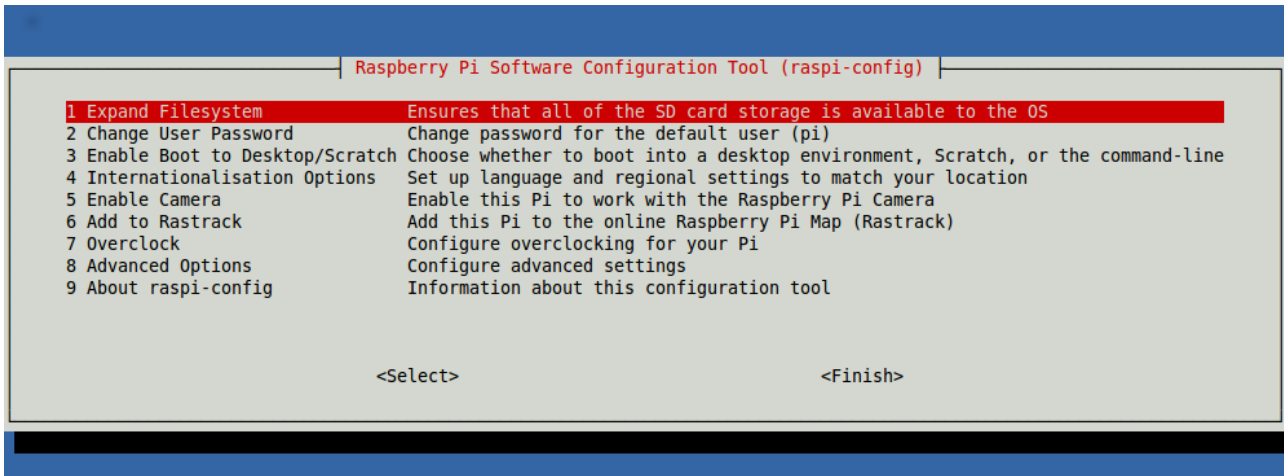 Raspberry Pi Software Configuration Tool (raspi-config)
1 Expand Filesystem Ensures that all of the SD card storage is available to the OS
2 Change User Password Change password for the default user (pi)
3 Enable Boot to Desktop/Scratch Choose whether to boot into a desktop environment, Scratch, or the command-line
4 Internationalisation Options Set up language and regional settings to match your location
5 Enable Camera Enable this Pi to work with the Raspberry Pi Camera
6 Add to Rastrack Add this Pi to the online Raspberry Pi Map (Rastrack)
7 Overclock Configure overclocking for your Pi
8 Advanced Options Configure advanced settings
9 About raspi-config Information about this configuration tool
<Select> <Finish>